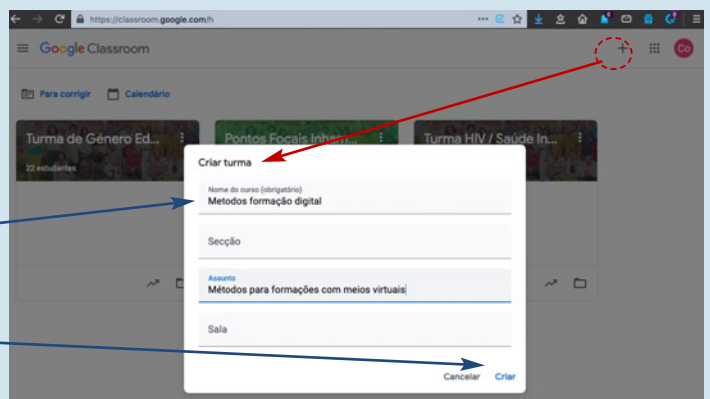 https://classroom.google.com/h
Google Classroom
Co
Para corrigir
Calendário
Turma de Género Ed...
22 estudantes
Pontos Focais Inham...
Turma HIV / Saúde In...
Criar turma
Nome do curso (obrigatório)
Metodos formação digital
Secção
Assunto
Métodos para formações com meios virtuais
Sala
Cancelar
Criar